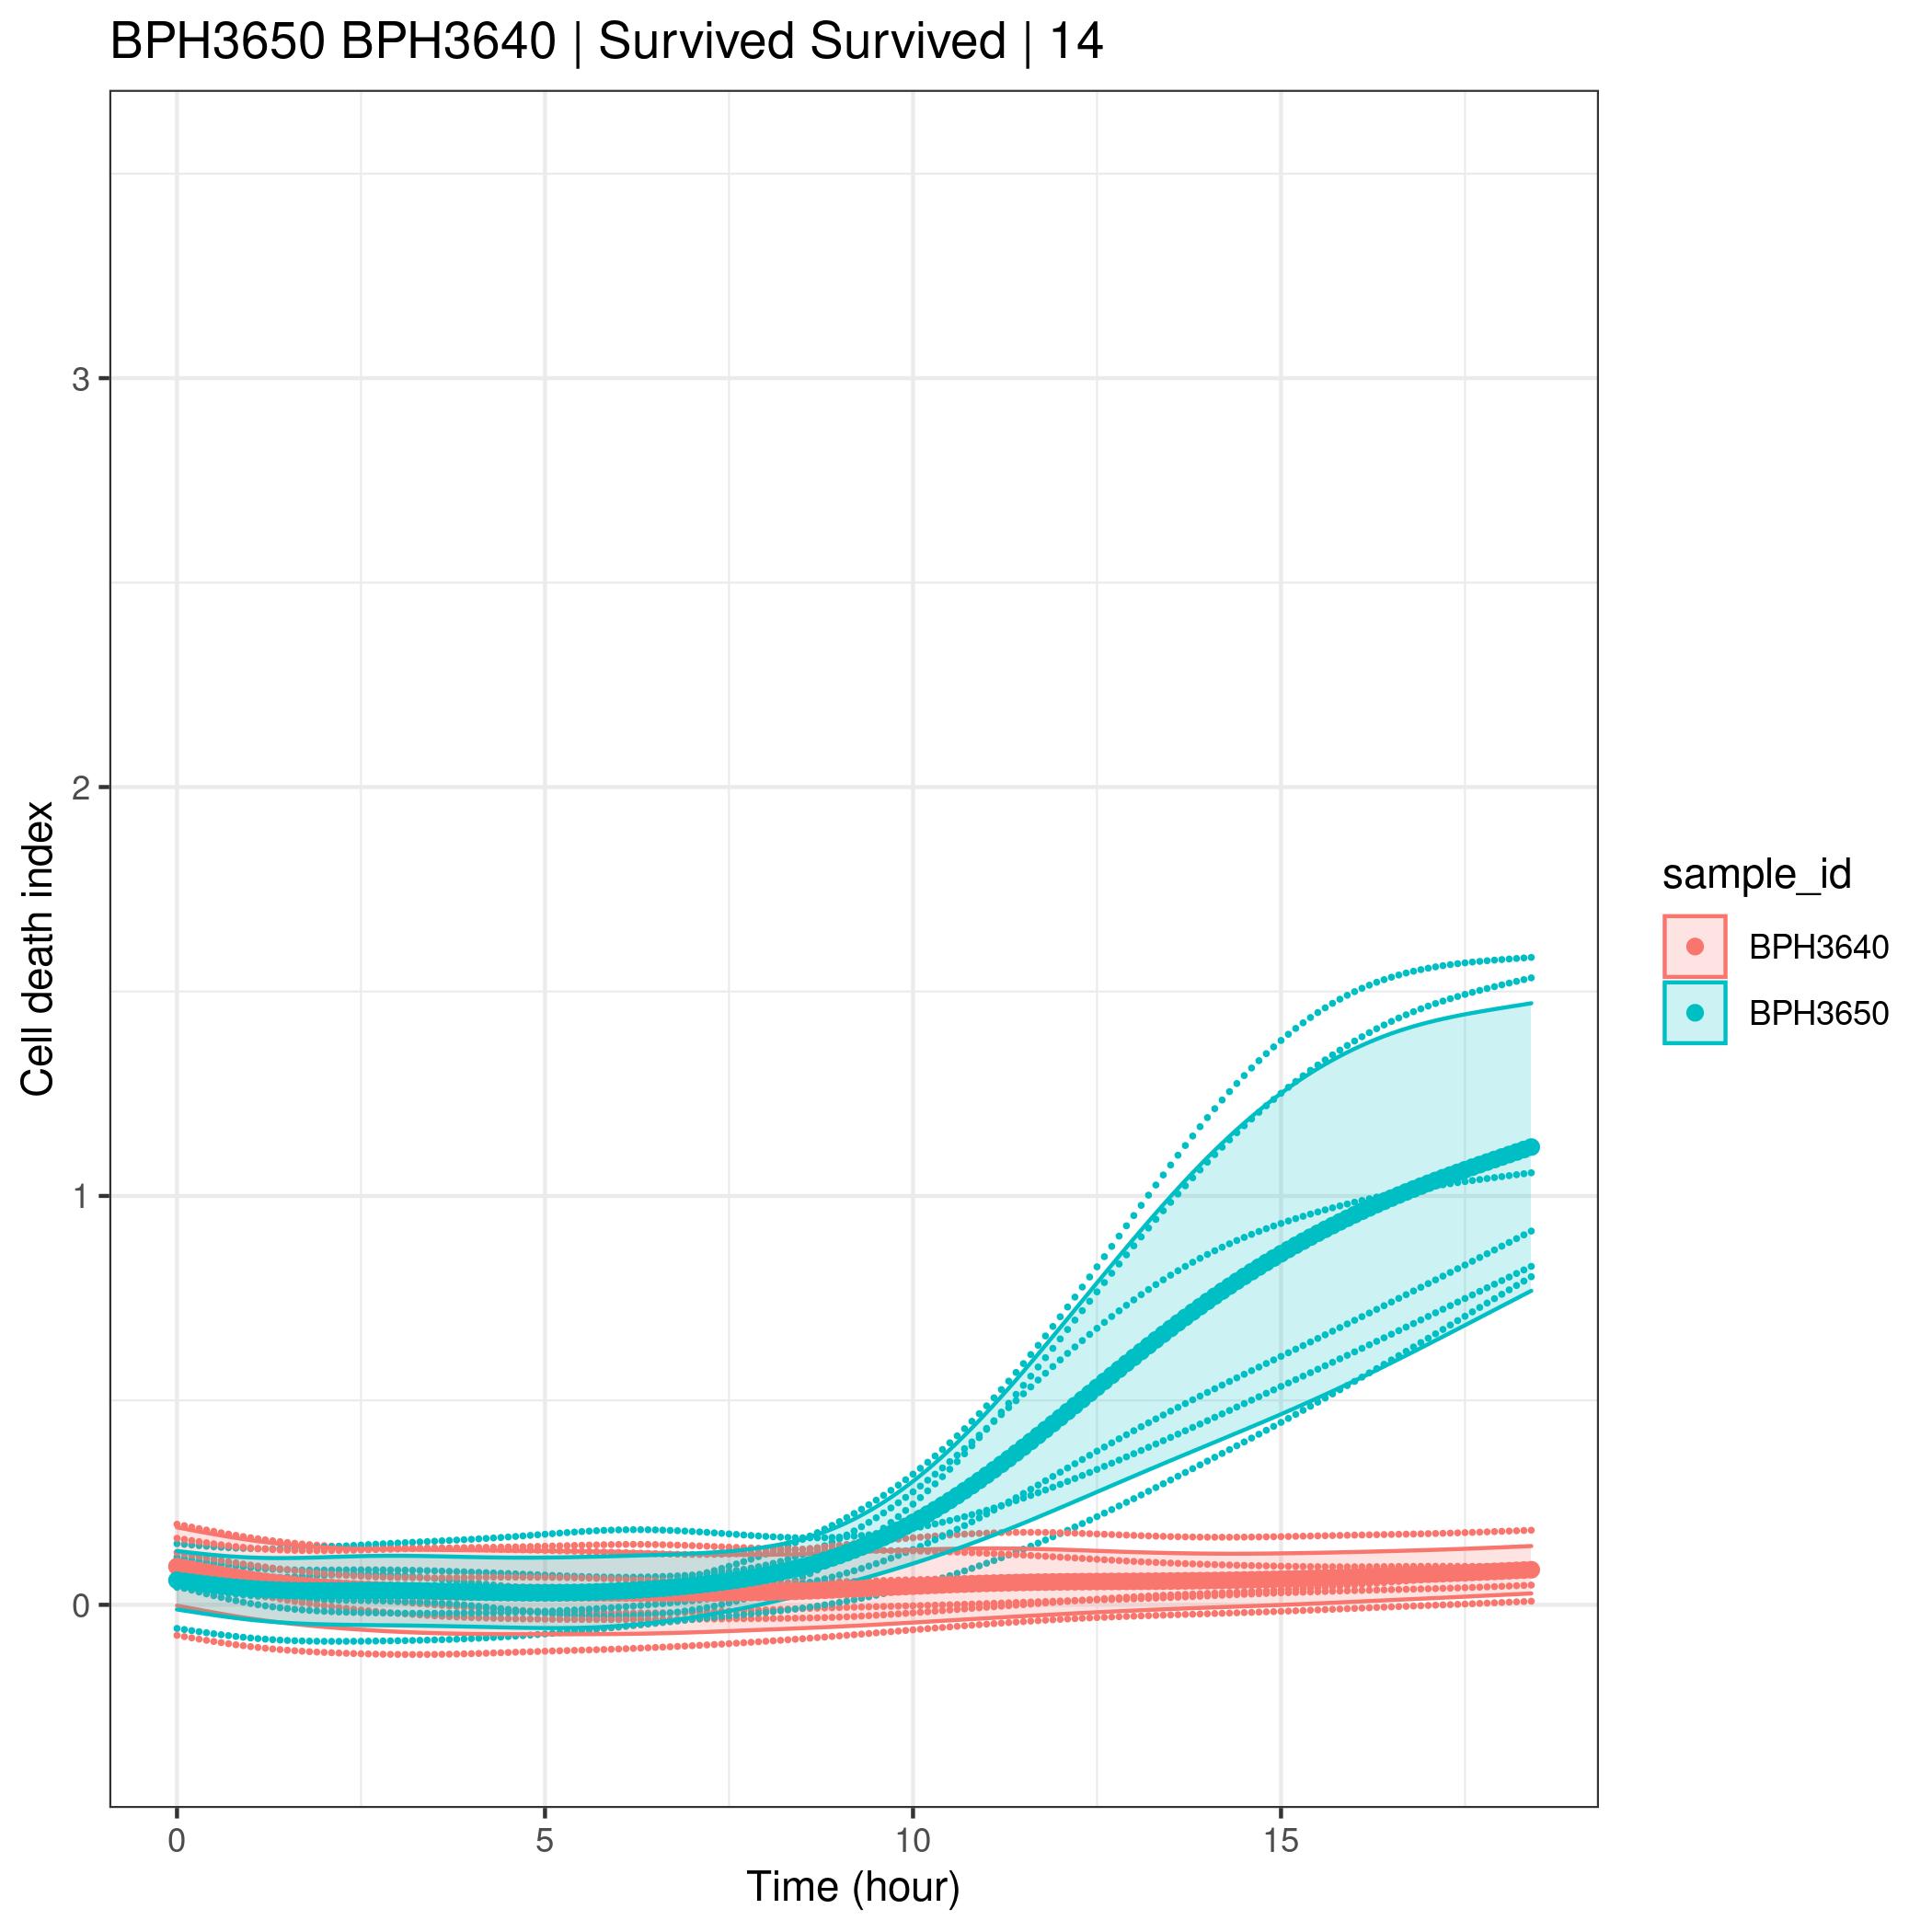 BPH3650 BPH3640 | Survived Survived | 14
3
2
1
0
Cell death index
0 5 10 15
Time (hour)
sample_id
BPH3640
BPH3650